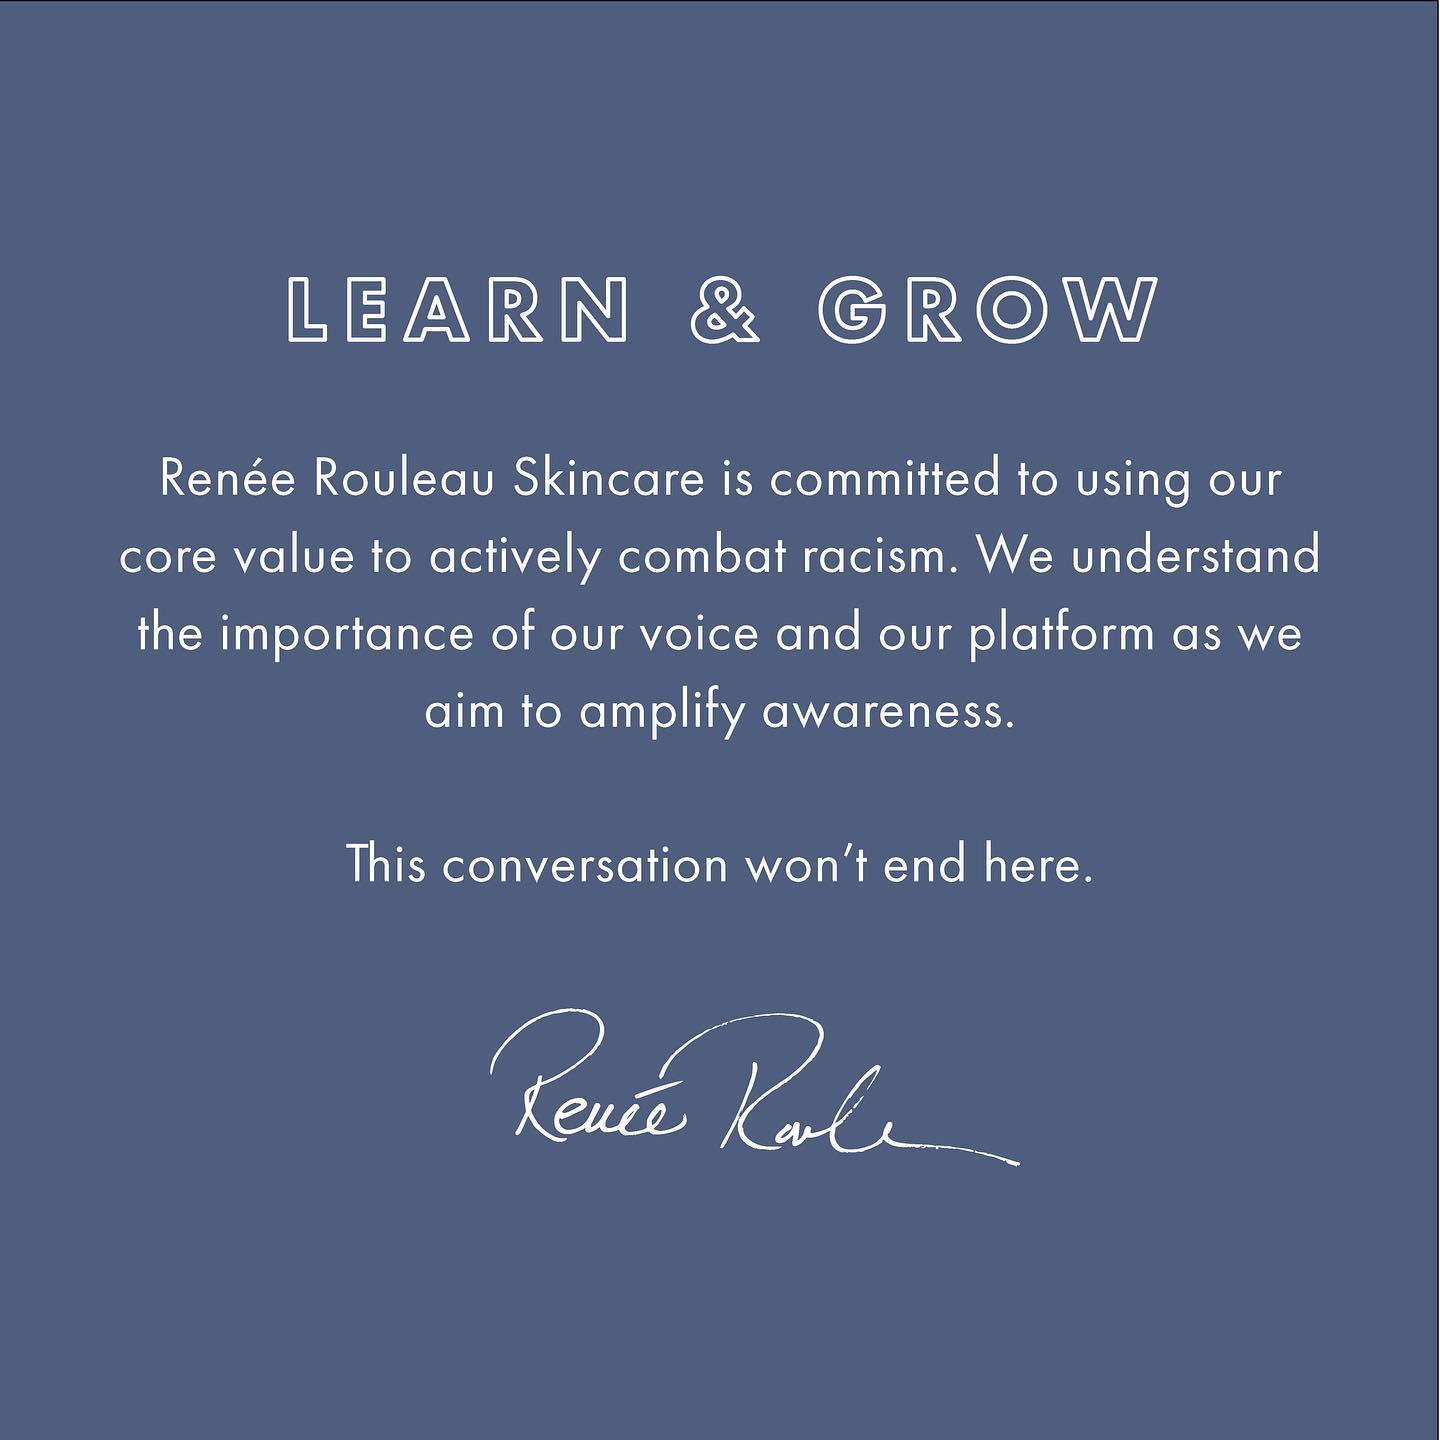 LEARN & GROW
Renée Rouleau Skincare is committed to using our
core value to actively combat racism. We understand
the importance of our voice and our platform as we
aim to amplify awareness.
This conversation won’t end here.
Renée Rouleau